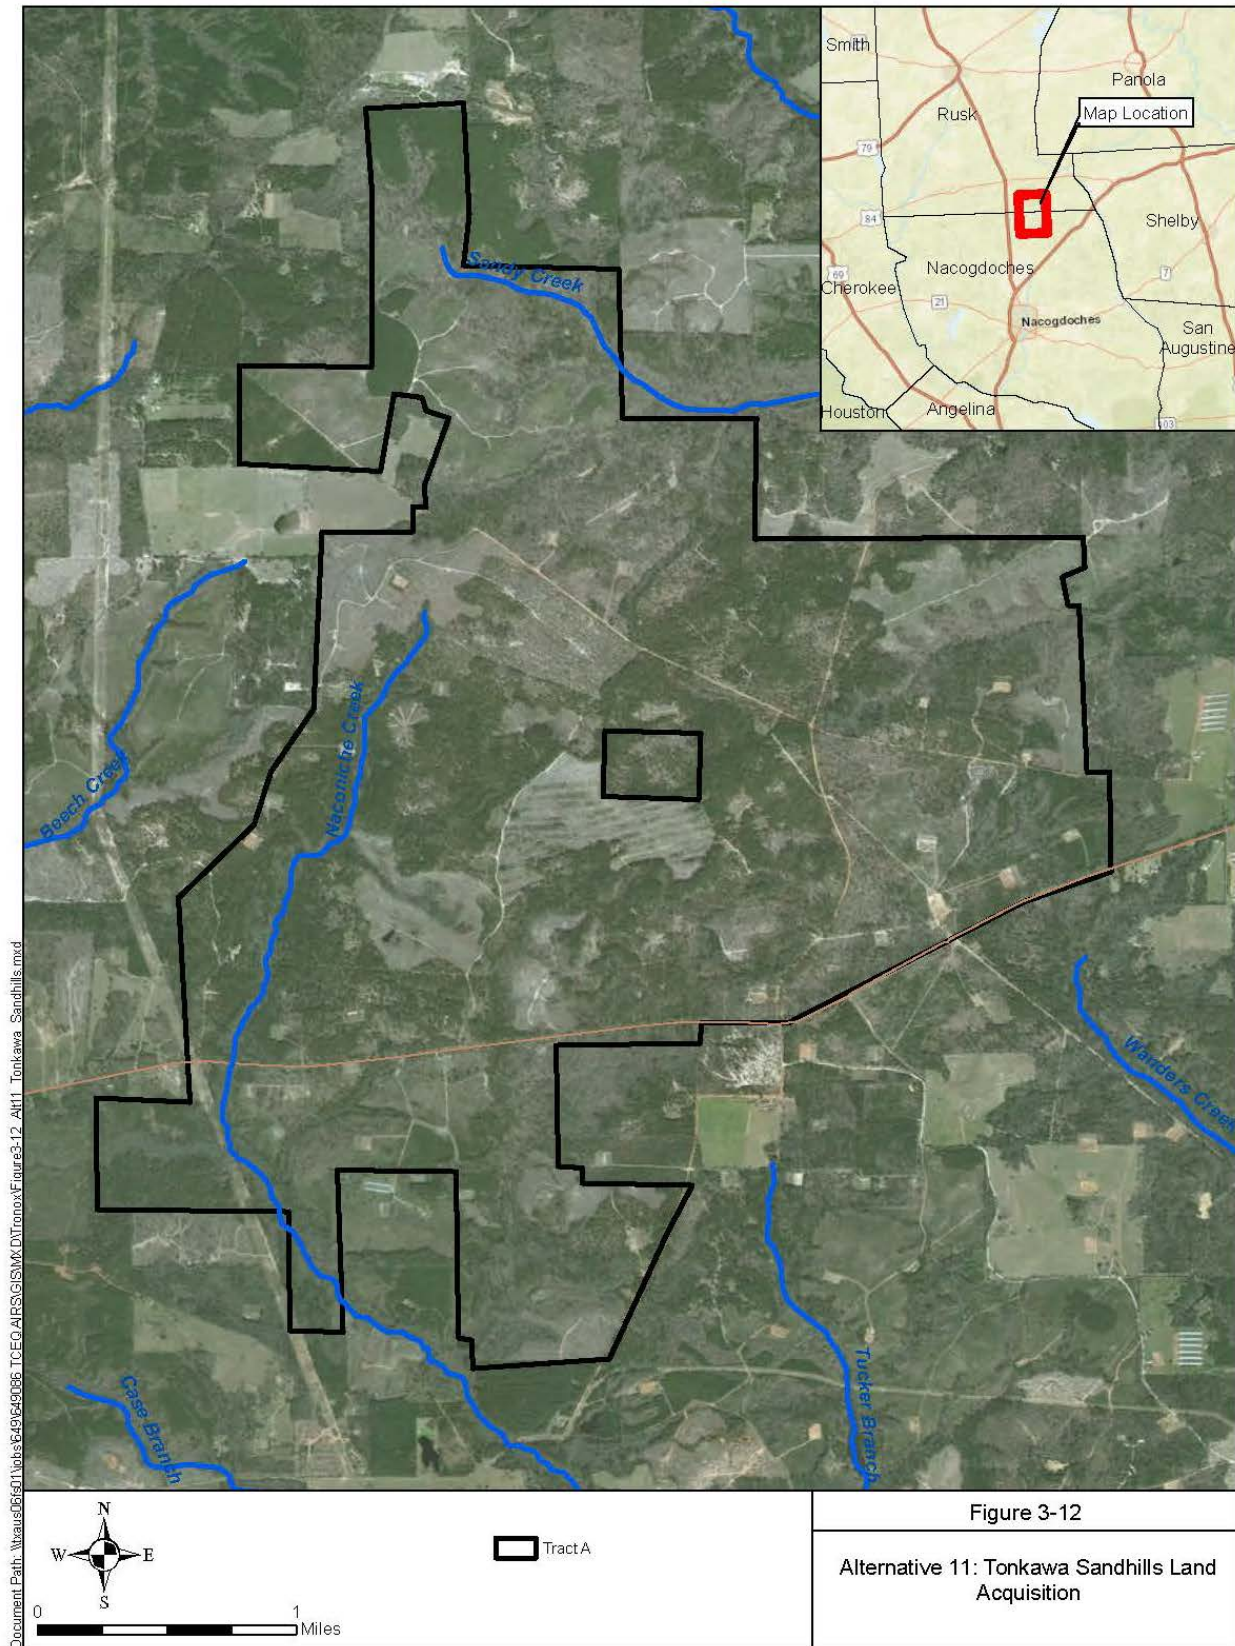 Smith
Panola
Rusk
Map Location
79
84
Shelby
Nacogdoches
69
Cherokee
7
21
Nacogdoches
San
Augustine
Houston
Angelina
103
Sandy Creek
Naconiche Creek
Beech Creek
Wanders Creek
Tucker Branch
Case Branch
N
W
E
S
0
1
Miles
Tract A
Figure 3-12
Alternative 11: Tonkawa Sandhills Land
Acquisition